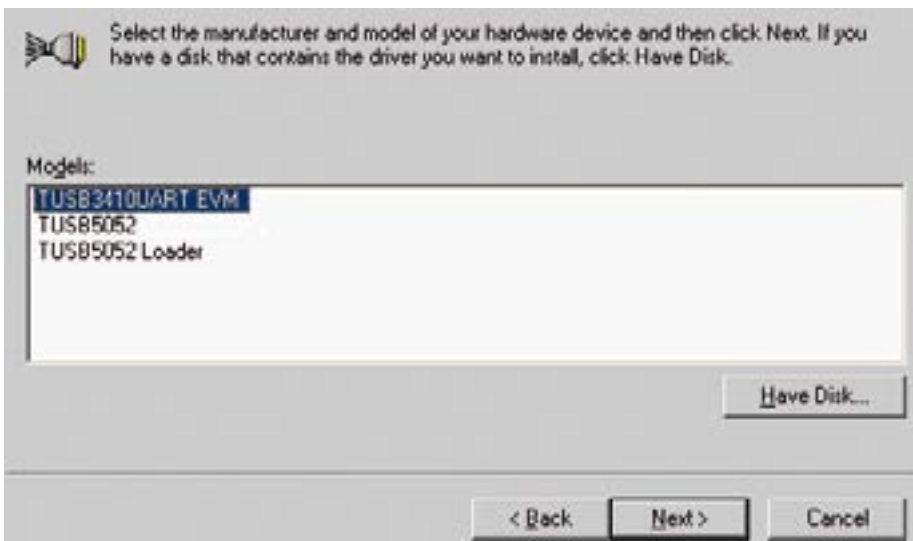 Select the manufacturer and model of your hardware device and then click Next. If you
have a disk that contains the driver you want to install, click Have Disk.
Models:
TUSB3410UART EVM
TUSB5052
TUSB5052 Loader
Have Disk...
< Back
Next >
Cancel